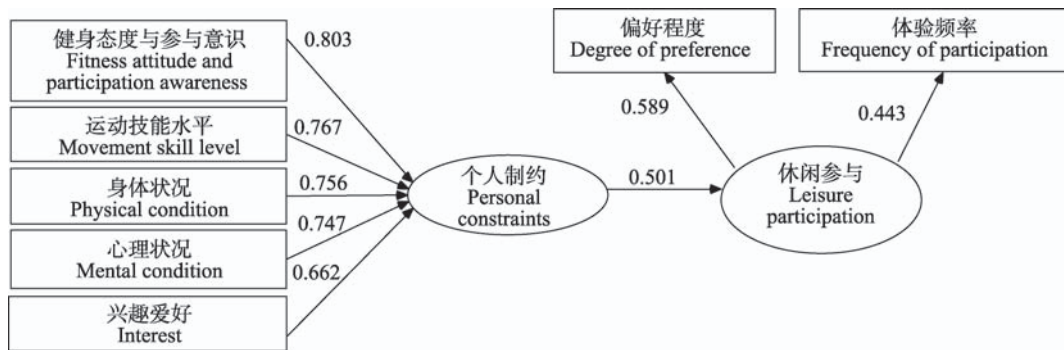 健身态度与参与意识
Fitness attitude and
participation awareness
0.803
运动技能水平
Movement skill level
0.767
身体状况
Physical condition
0.756
心理状况
Mental condition
0.747
兴趣爱好
Interest
0.662
个人制约
Personal
constraints
0.501
休闲参与
Leisure
participation
0.589
偏好程度
Degree of preference
0.443
体验频率
Frequency of participation